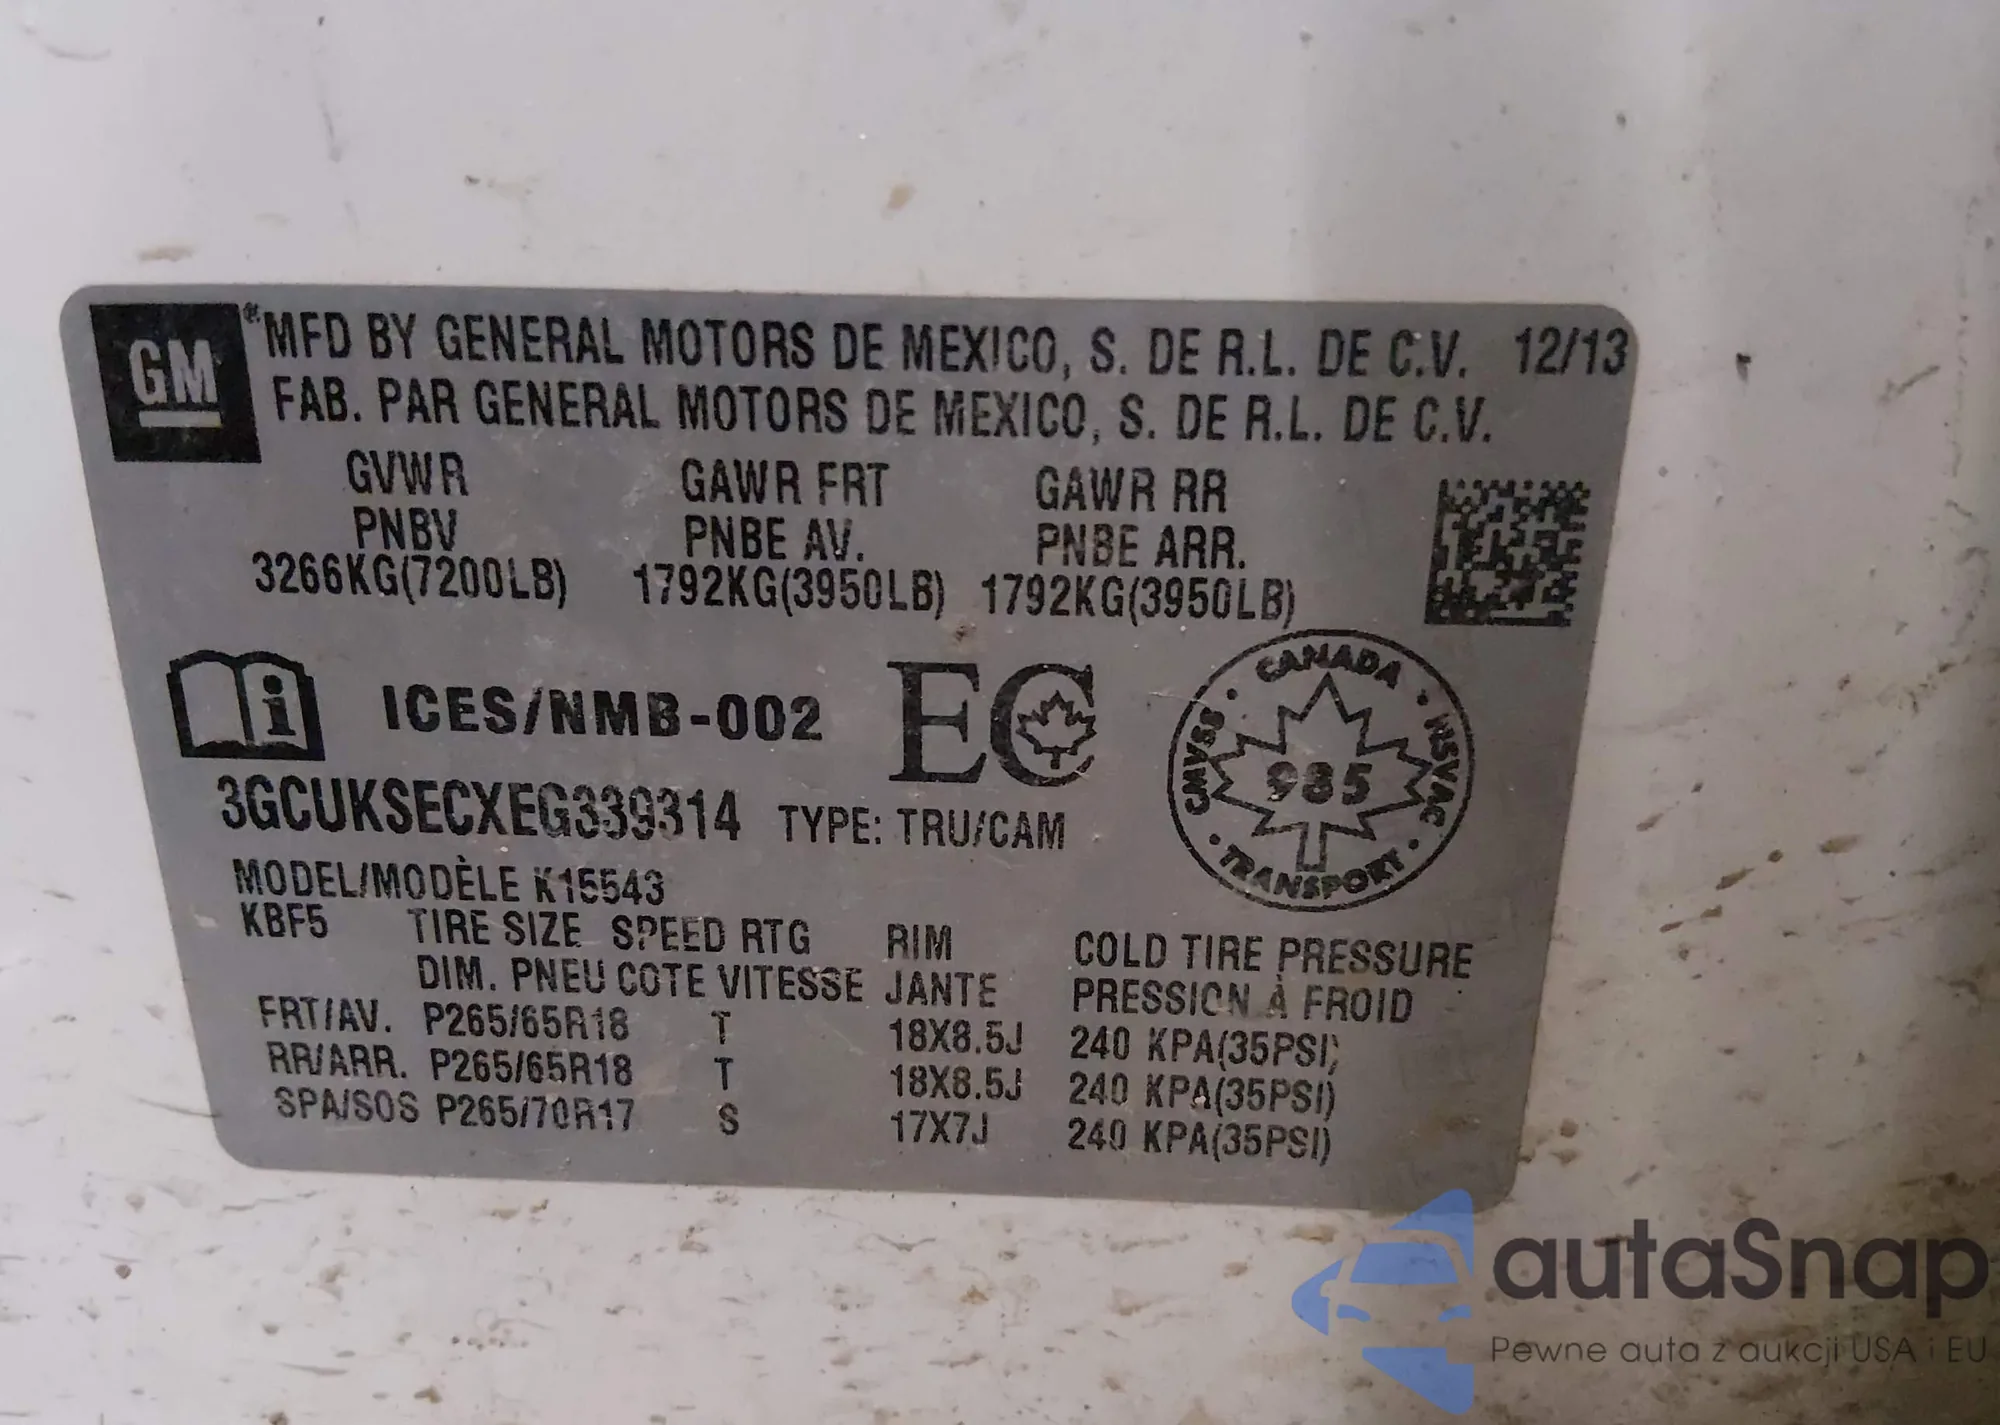 GM
®MFD BY GENERAL MOTORS DE MEXICO, S. DE R.L. DE C.V. 12/13
FAB. PAR GENERAL MOTORS DE MEXICO, S. DE R.L. DE C.V.
GVWR GAWR FRT GAWR RR
PNBV PNBE AV. PNBE ARR.
3266KG(7200LB) 1792KG(3950LB) 1792KG(3950LB)
i ICES/NMB-002 EC
CANADA
CMVSS 985 NSVAC
TRANSPORT
3GCUKSECXEG339314 TYPE: TRU/CAM
MODEL/MODÈLE K15543
KBF5 TIRE SIZE SPEED RTG RIM COLD TIRE PRESSURE
DIM. PNEU COTE VITESSE JANTE PRESSION À FROID
FRT/AV. P265/65R18 T 18X8.5J 240 KPA(35PSI)
RR/ARR. P265/65R18 T 18X8.5J 240 KPA(35PSI)
SPA/SOS P265/70R17 S 17X7J 240 KPA(35PSI)
autaSnap
Pewne auta z aukcji USA i EU